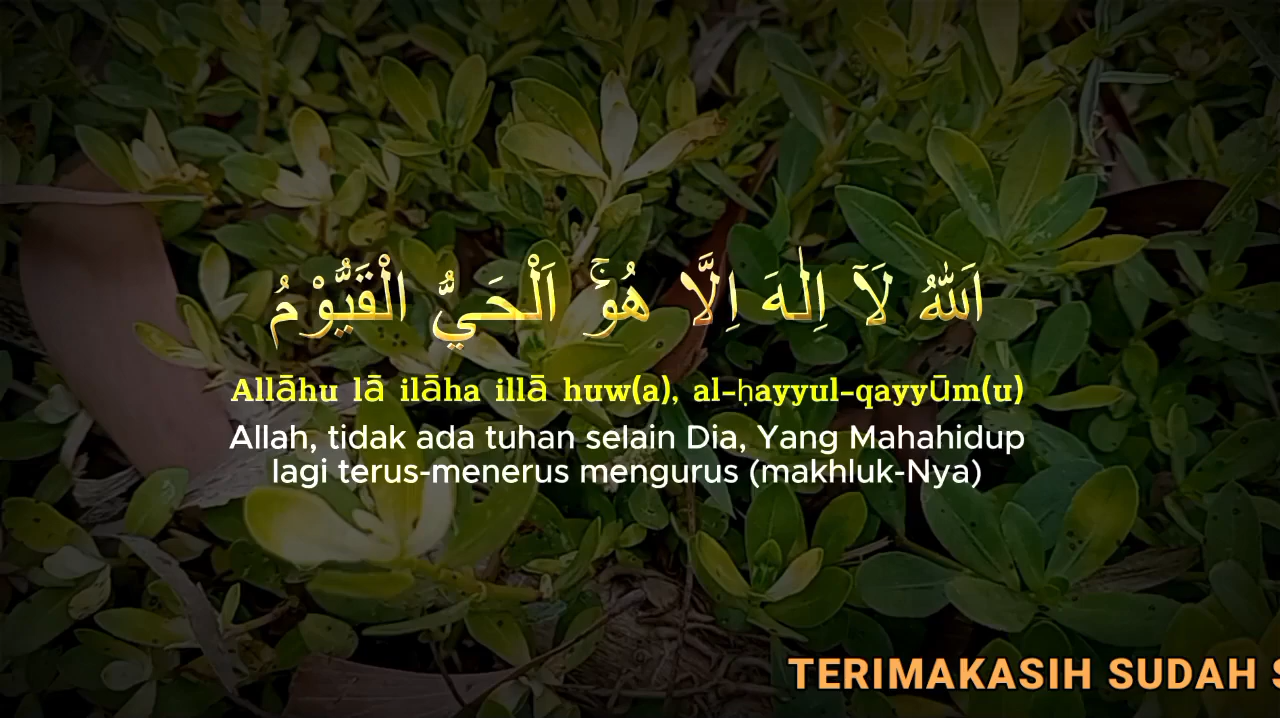 اَللّٰهُ لَآ اِلٰهَ اِلَّا هُوَۚ اَلْحَيُّ الْقَيُّوْمُ
Allāhu lā ilāha illā huw(a), al-ḥayyul-qayyūm(u)
Allah, tidak ada tuhan selain Dia, Yang Mahahidup
lagi terus-menerus mengurus (makhluk-Nya)
TERIMAKASIH SUDAH